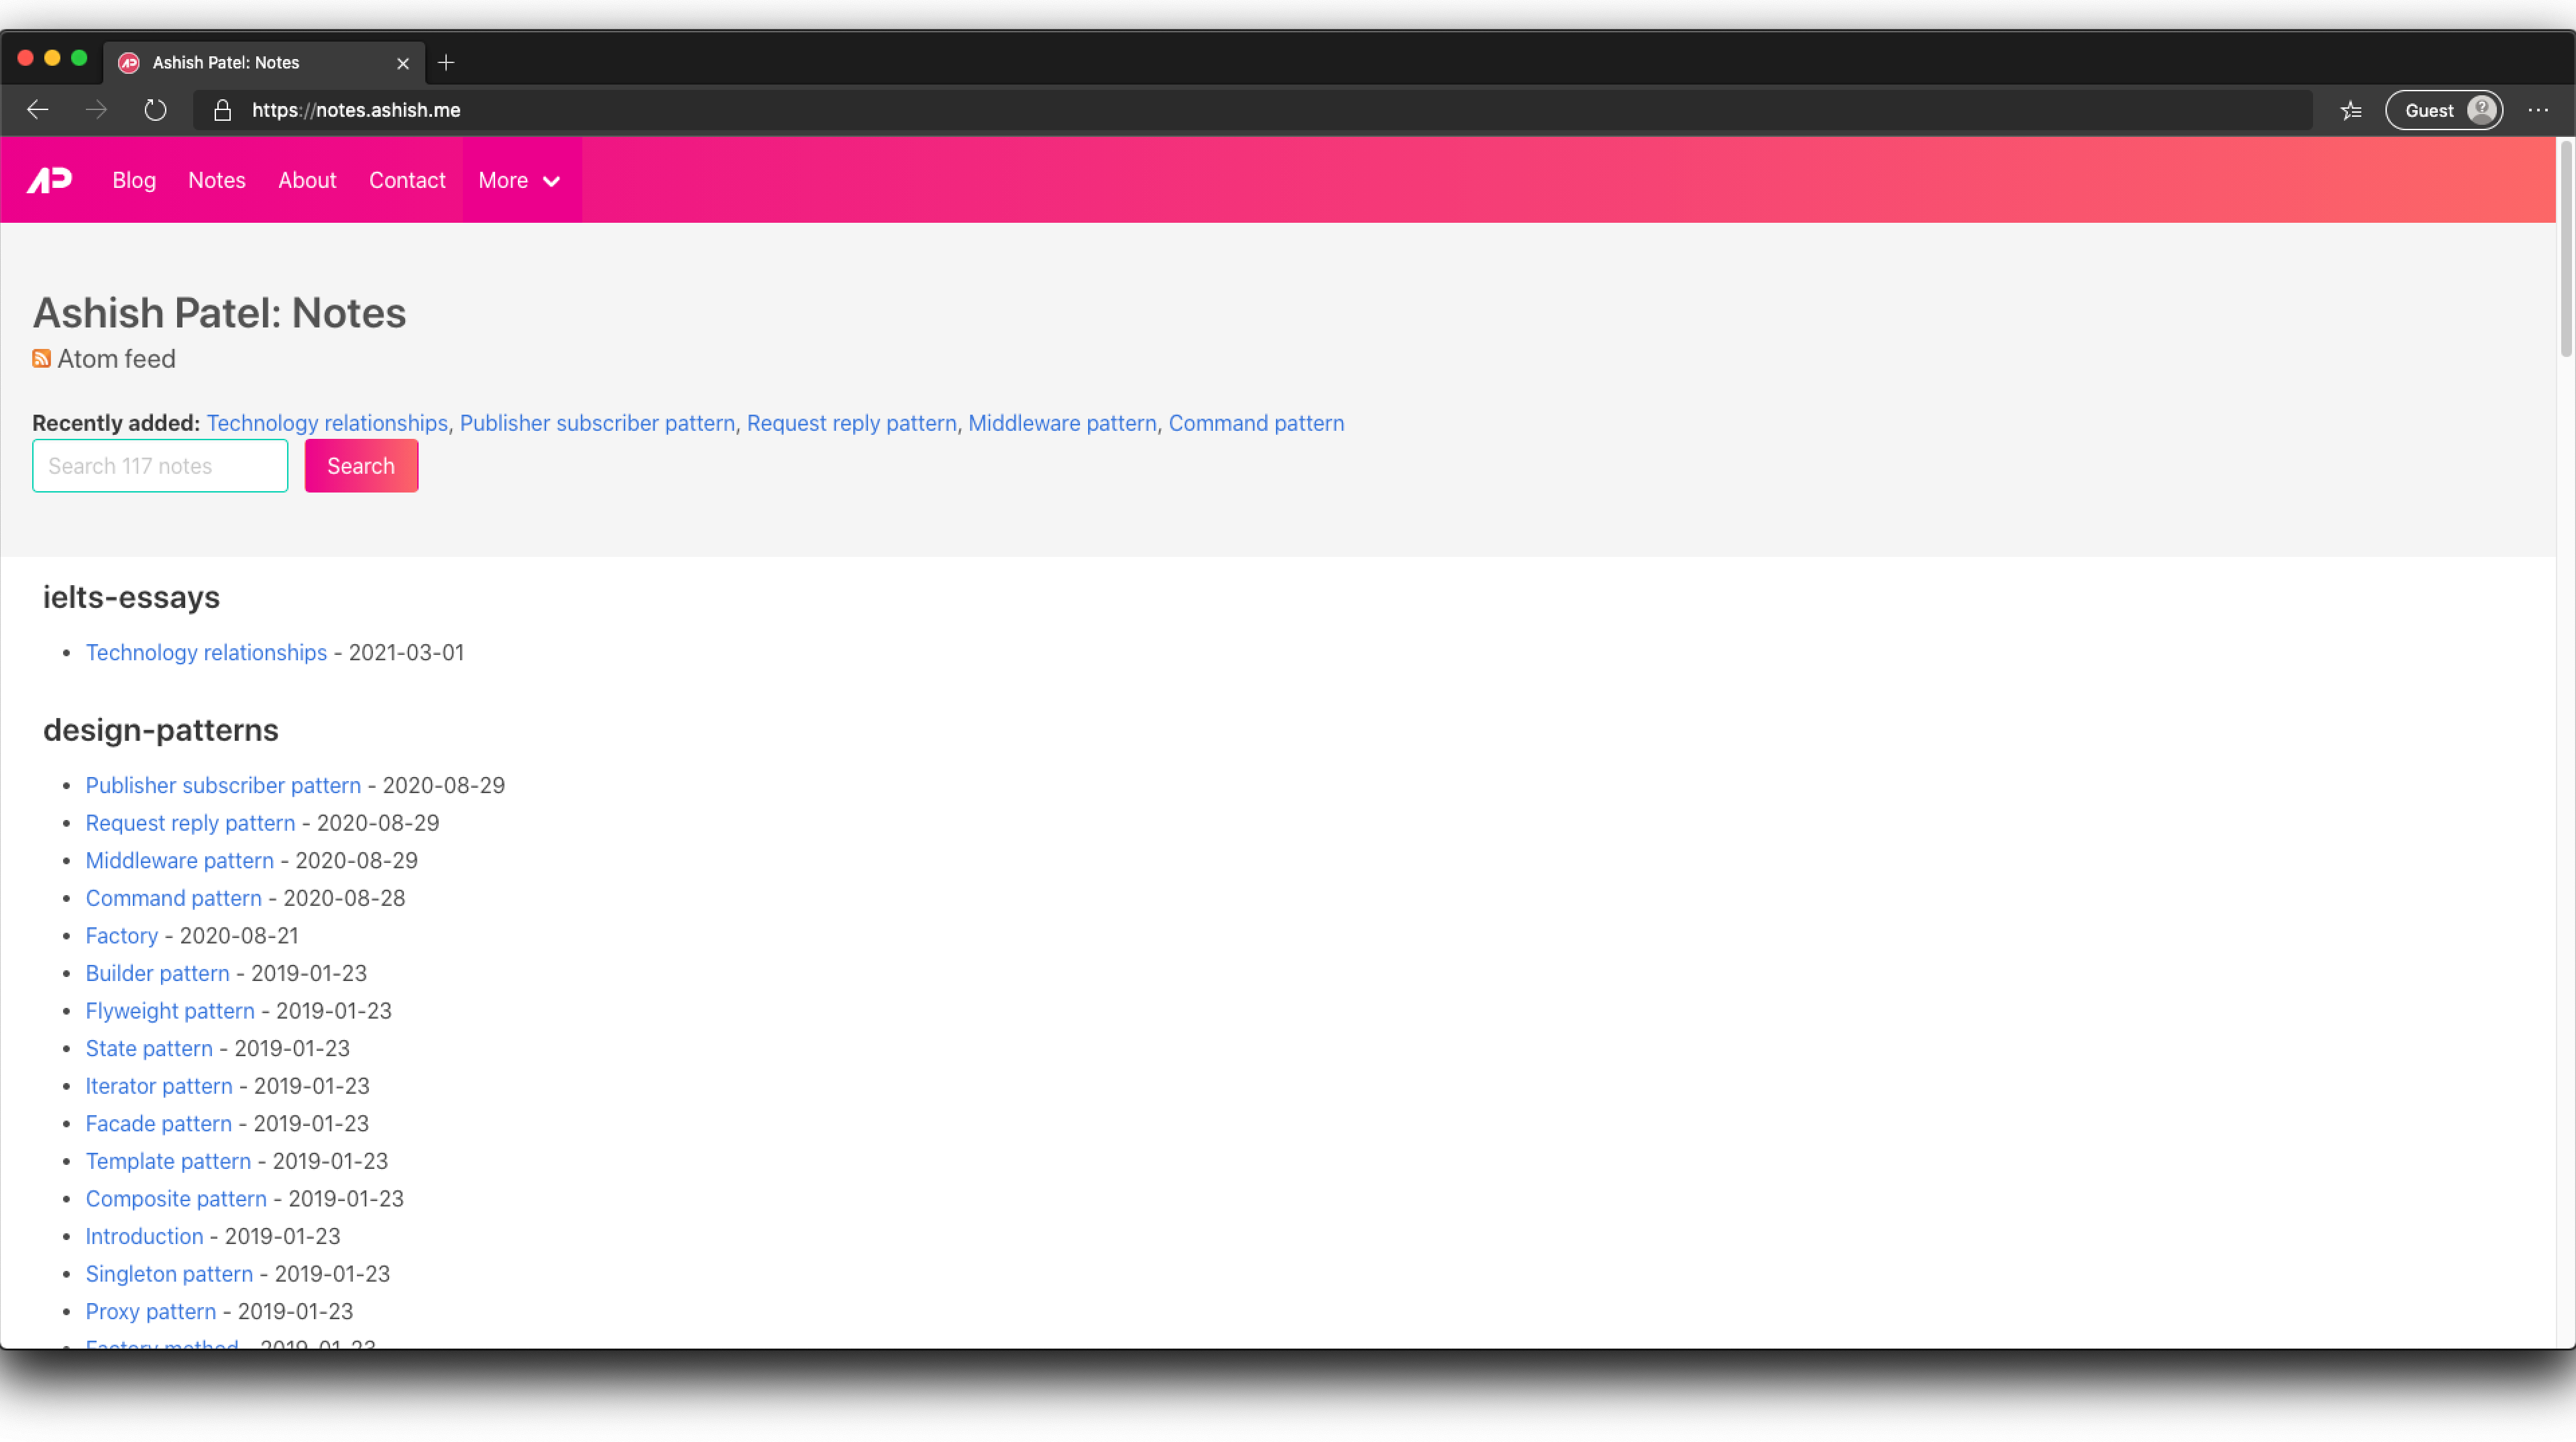 Ashish Patel: Notes
https://notes.ashish.me
Guest
AP Blog Notes About Contact More
Ashish Patel: Notes
Atom feed
Recently added: Technology relationships, Publisher subscriber pattern, Request reply pattern, Middleware pattern, Command pattern
Search 117 notes Search
ielts-essays
• Technology relationships - 2021-03-01
design-patterns
• Publisher subscriber pattern - 2020-08-29
• Request reply pattern - 2020-08-29
• Middleware pattern - 2020-08-29
• Command pattern - 2020-08-28
• Factory - 2020-08-21
• Builder pattern - 2019-01-23
• Flyweight pattern - 2019-01-23
• State pattern - 2019-01-23
• Iterator pattern - 2019-01-23
• Facade pattern - 2019-01-23
• Template pattern - 2019-01-23
• Composite pattern - 2019-01-23
• Introduction - 2019-01-23
• Singleton pattern - 2019-01-23
• Proxy pattern - 2019-01-23
• Factory method - 2019-01-23